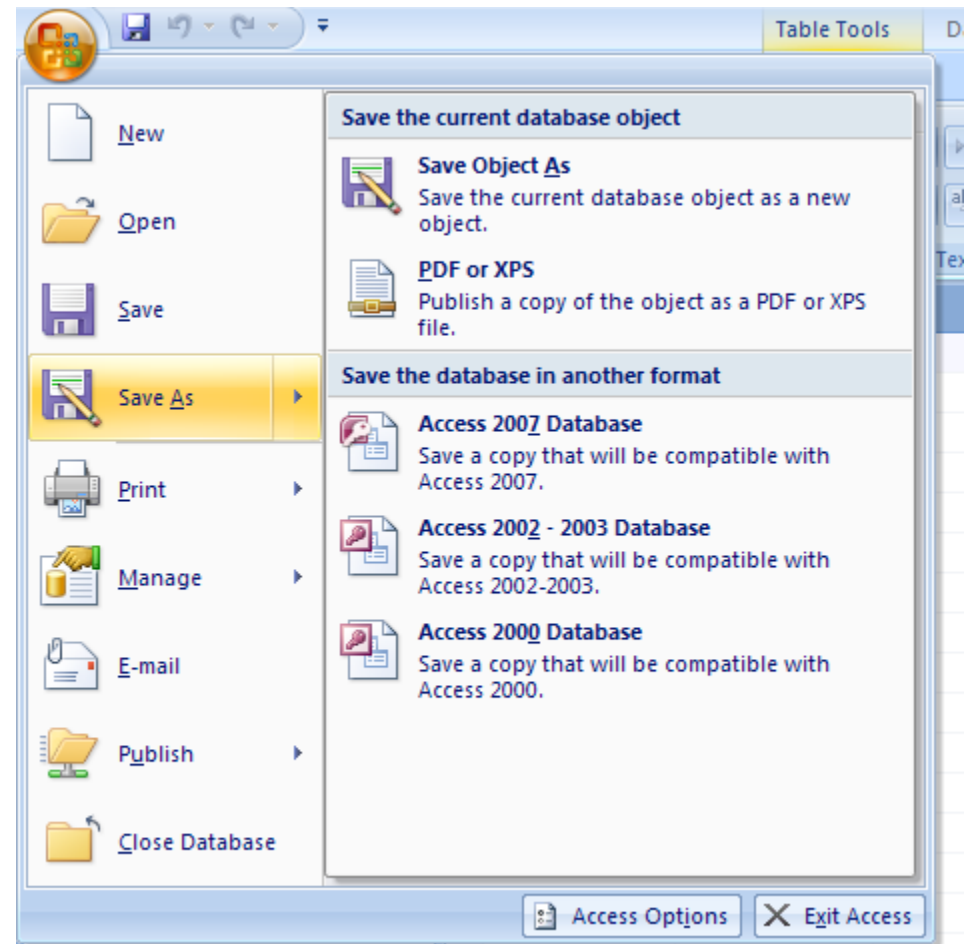 Table Tools
New
Open
Save
Save As
Print
Manage
E-mail
Publish
Close Database
Save the current database object
Save Object As
Save the current database object as a new
object.
PDF or XPS
Publish a copy of the object as a PDF or XPS
file.
Save the database in another format
Access 2007 Database
Save a copy that will be compatible with
Access 2007.
Access 2002 - 2003 Database
Save a copy that will be compatible with
Access 2002-2003.
Access 2000 Database
Save a copy that will be compatible with
Access 2000.
Access Options
Exit Access